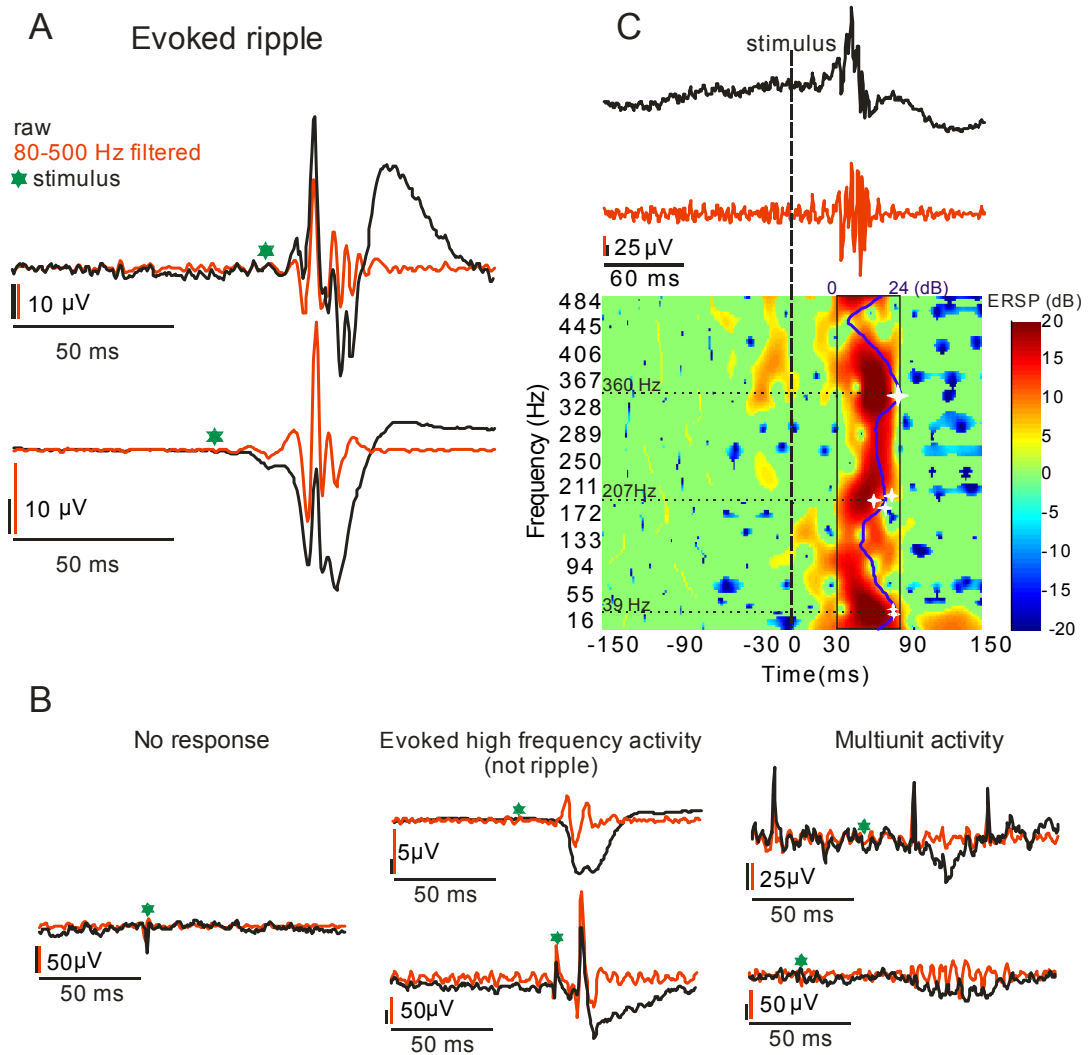 A
Evoked ripple
raw
80-500 Hz filtered
stimulus
10 µV
50 ms
10 µV
50 ms
C
stimulus
25 µV
60 ms
0
24 (dB)
ERSP (dB)
484
445
406
367
328
289
250
211
172
133
94
55
16
Frequency (Hz)
360 Hz
207Hz
39 Hz
-150
-90
-30
0
30
90
150
Time(ms)
20
15
10
5
0
-5
-10
-15
-20
B
No response
50µV
50 ms
Evoked high frequency activity
(not ripple)
5µV
50 ms
50µV
50 ms
Multiunit activity
25µV
50 ms
50 µV
50 ms